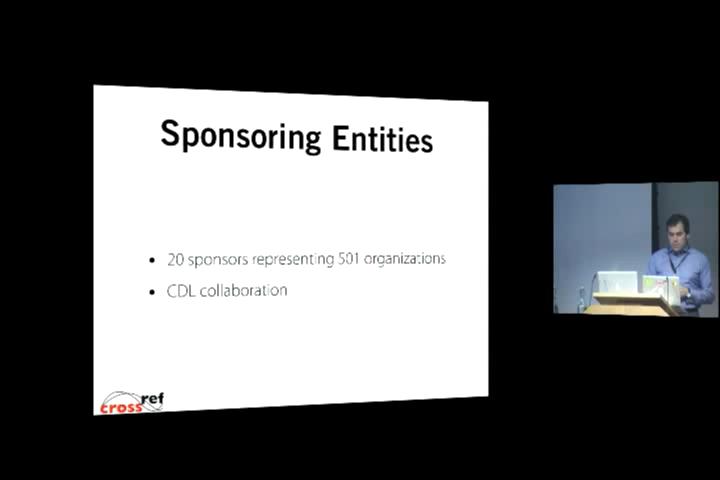 Sponsoring Entities
• 20 sponsors representing 501 organizations
• CDL collaboration
crossref